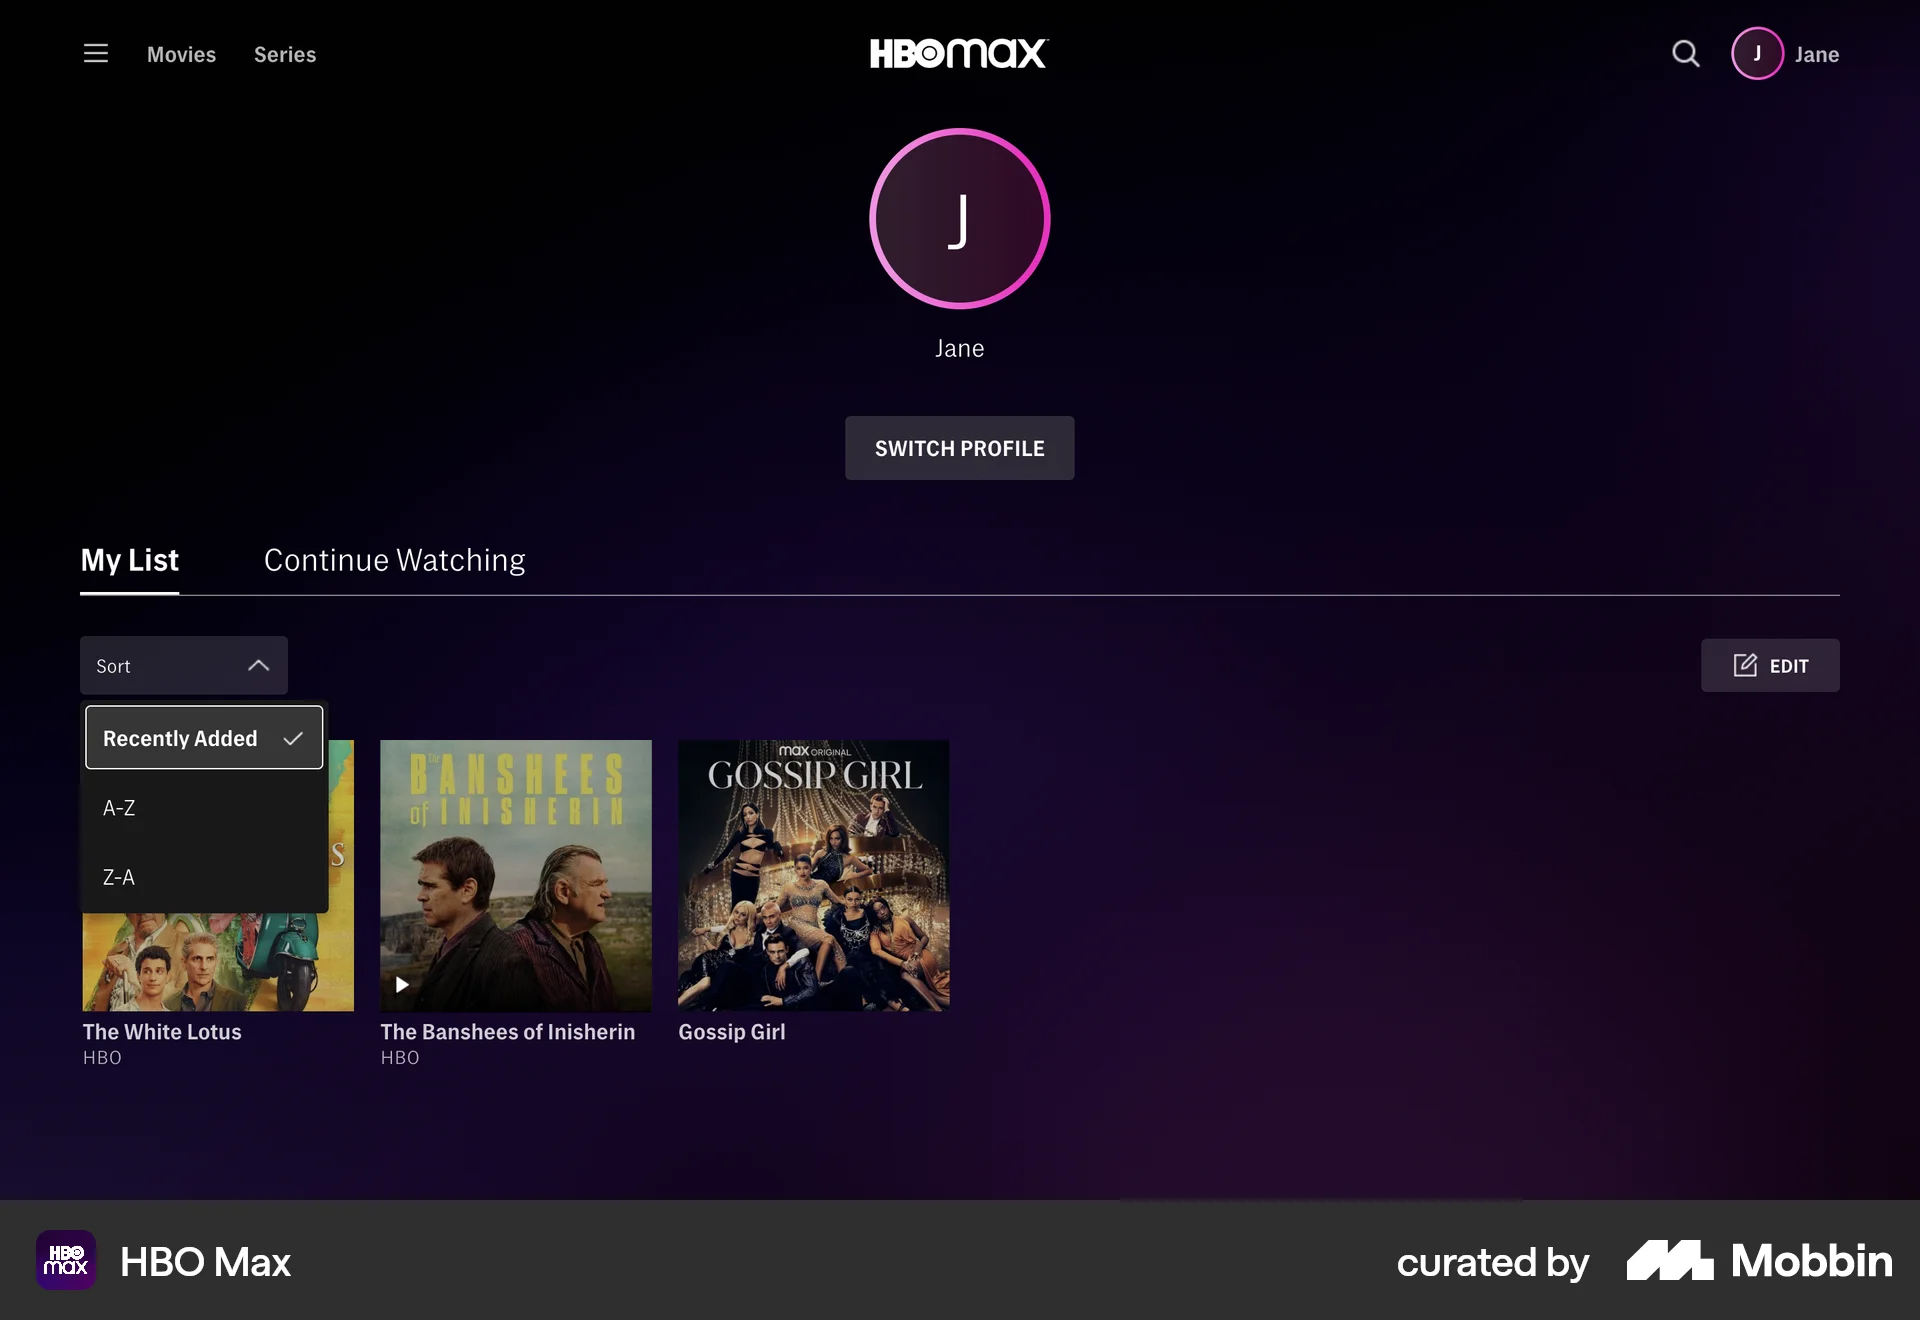 Movies
Series
HBOmax
J
Jane
J
Jane
SWITCH PROFILE
My List
Continue Watching
Sort
EDIT
Recently Added
A-Z
Z-A
S
The BANSHEES
of INISHERIN
max ORIGINAL
GOSSIP GIRL
The White Lotus
HBO
The Banshees of Inisherin
HBO
Gossip Girl
HBO
max
HBO Max
curated by
Mobbin